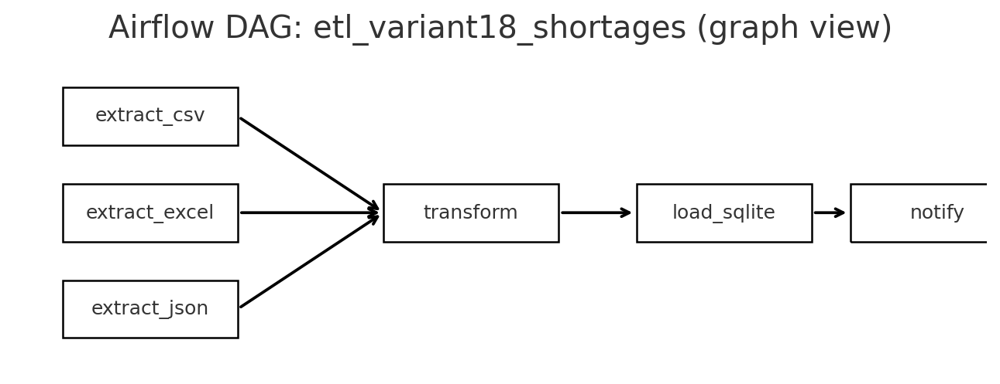 Airflow DAG: etl_variant18_shortages (graph view)
extract_csv
extract_excel
transform
load_sqlite
notify
extract_json